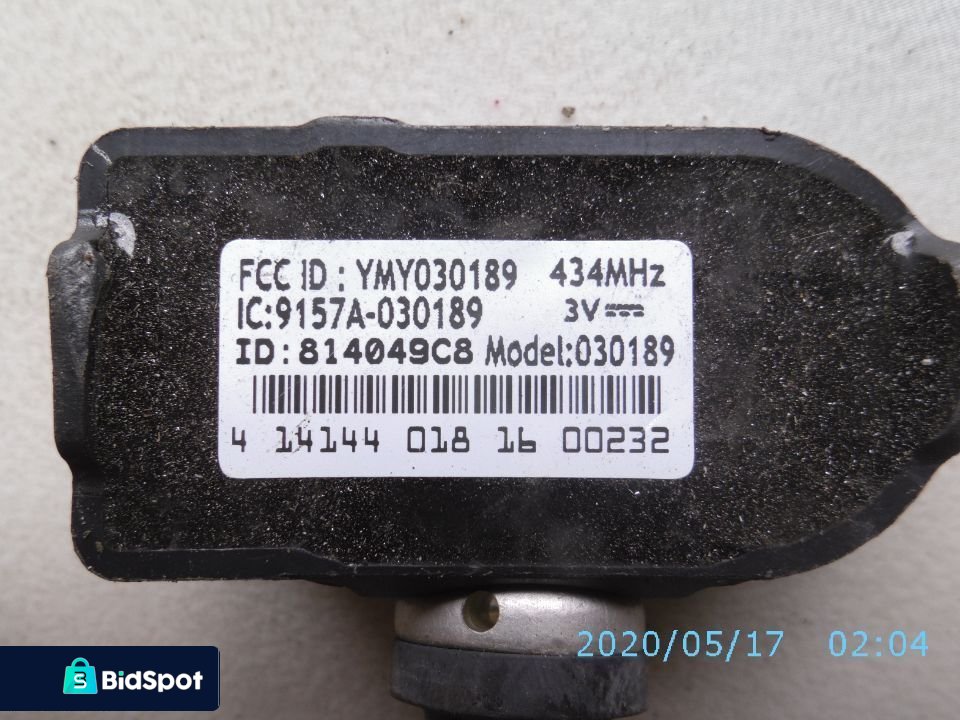 FCC ID : YMY030189 434MHz
IC:9157A-030189 3V
ID:814049C8 Model:030189
4 14144 018 16 00232
2020/05/17 02:04
BidSpot